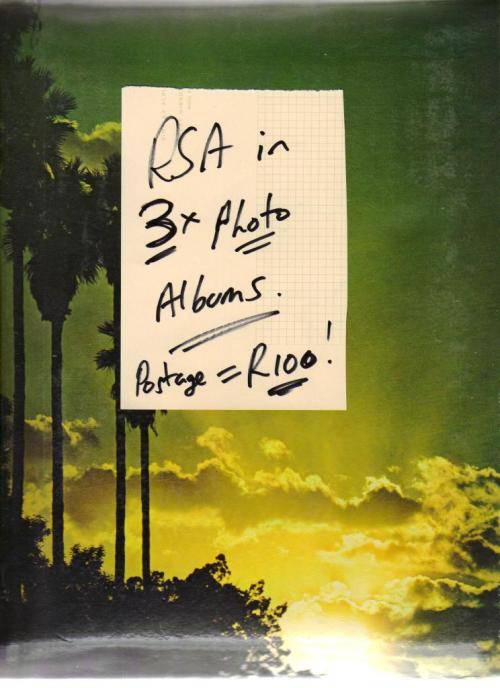 RSA in
3x Photo
Albums.
Postage = R100!